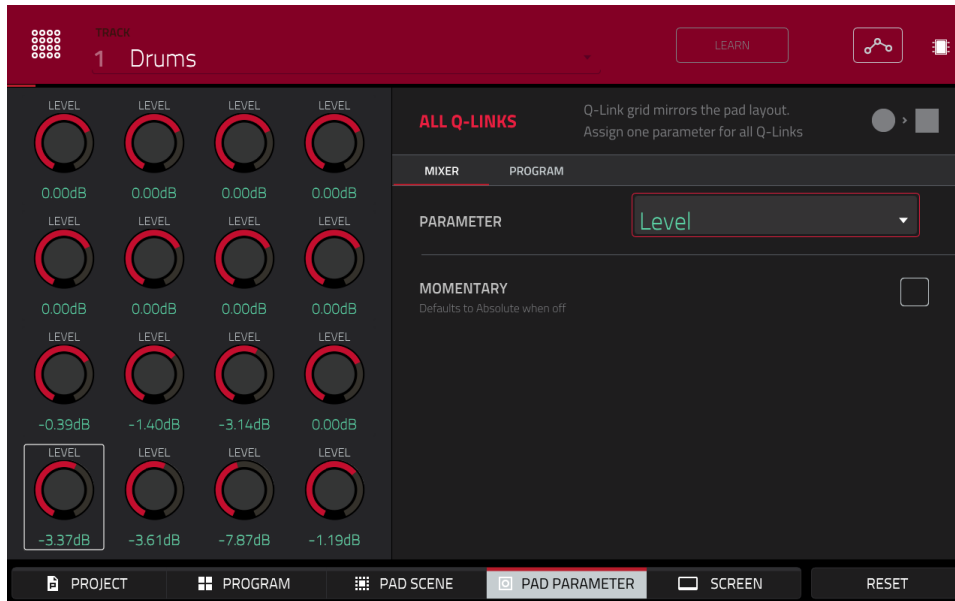 TRACK
1 Drums
LEARN
LEVEL LEVEL LEVEL LEVEL
0.00dB 0.00dB 0.00dB 0.00dB
LEVEL LEVEL LEVEL LEVEL
0.00dB 0.00dB 0.00dB 0.00dB
LEVEL LEVEL LEVEL LEVEL
-0.39dB -1.40dB -3.14dB 0.00dB
LEVEL LEVEL LEVEL LEVEL
-3.37dB -3.61dB -7.87dB -1.19dB
ALL Q-LINKS
Q-Link grid mirrors the pad layout.
Assign one parameter for all Q-Links
MIXER PROGRAM
PARAMETER Level
MOMENTARY
Defaults to Absolute when off
PROJECT PROGRAM PAD SCENE PAD PARAMETER SCREEN RESET